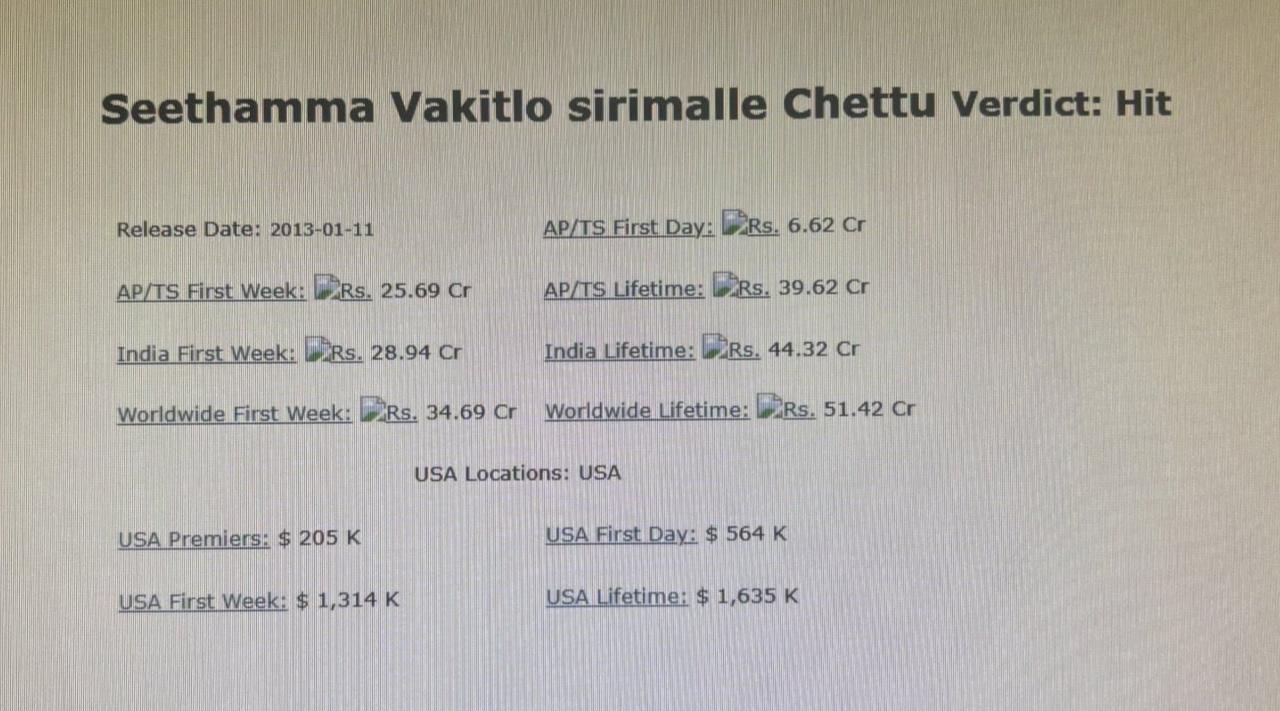 Seethamma Vakitlo sirimalle Chettu Verdict: Hit
Release Date: 2013-01-11 AP/TS First Day: Rs. 6.62 Cr
AP/TS First Week: Rs. 25.69 Cr AP/TS Lifetime: Rs. 39.62 Cr
India First Week: Rs. 28.94 Cr India Lifetime: Rs. 44.32 Cr
Worldwide First Week: Rs. 34.69 Cr Worldwide Lifetime: Rs. 51.42 Cr
USA Locations: USA
USA Premiers: $ 205 K USA First Day: $ 564 K
USA First Week: $ 1,314 K USA Lifetime: $ 1,635 K